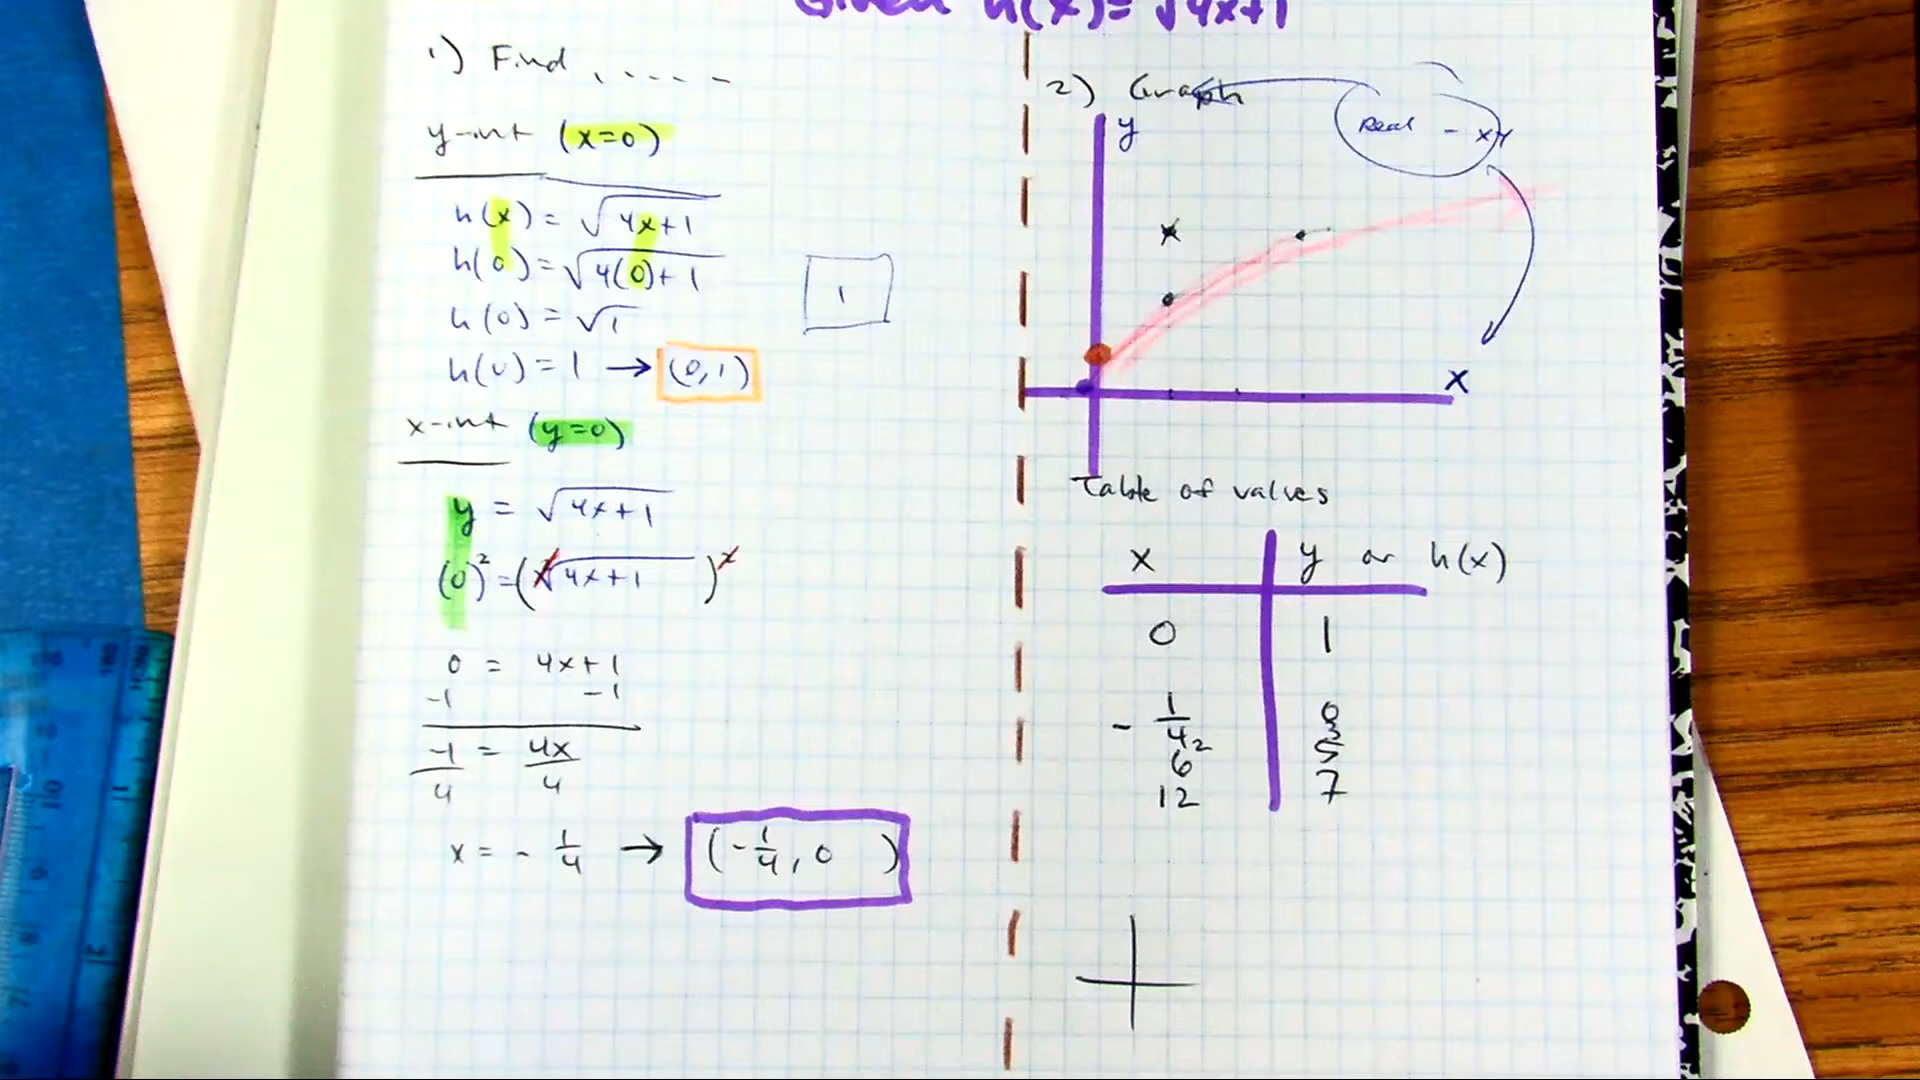 Given h(x) = √4x+1
1) Find . - - - -
y-int (x=0)
h(x) = √4x+1
h(0) = √4(0)+1
h(0) = √1
h(0) = 1 → (0,1)
1
x-int (y=0)
y = √4x+1
(0)² = (√4x+1)²
0 = 4x+1
-1 -1
-1/4 = 4x/4
x = - 1/4 → (-1/4, 0)
2) Graph
Real - x
y
x
Table of values
x y or h(x)
0 1
- 1/4 0
2 3
6 5
12 7